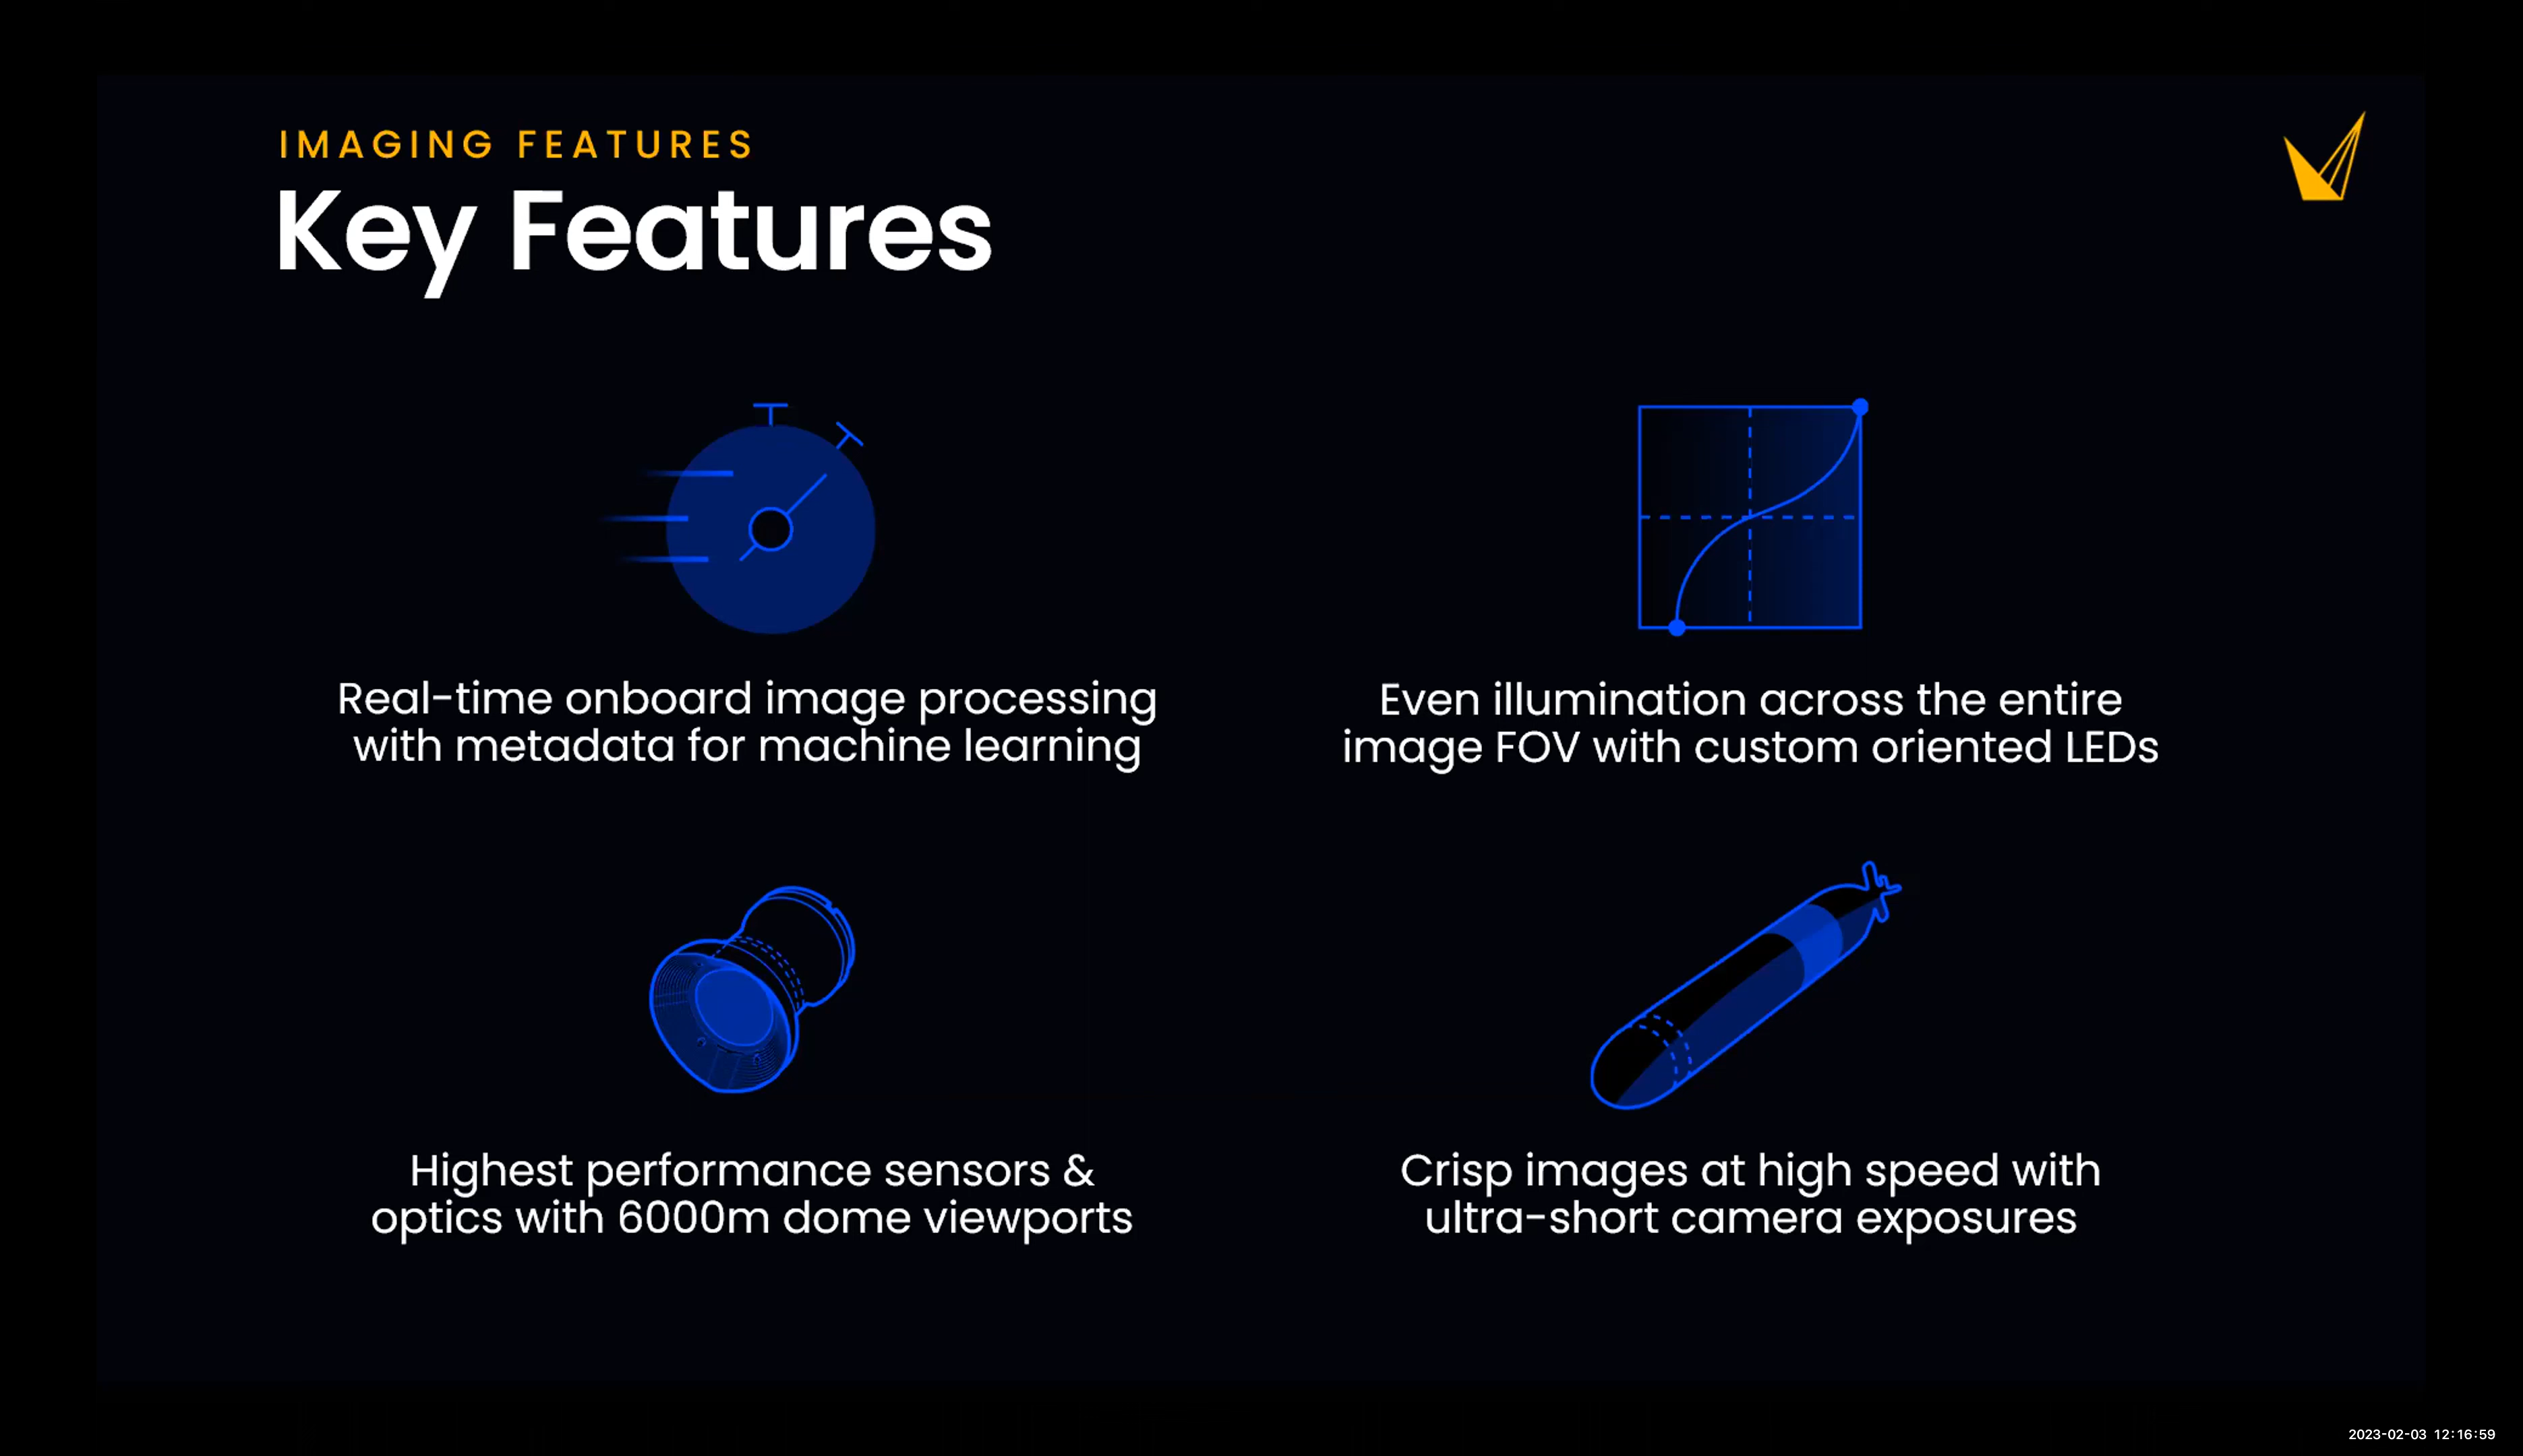 IMAGING FEATURES
Key Features
Real-time onboard image processing
with metadata for machine learning
Even illumination across the entire
image FOV with custom oriented LEDs
Highest performance sensors &
optics with 6000m dome viewports
Crisp images at high speed with
ultra-short camera exposures
2023-02-03 12:16:59